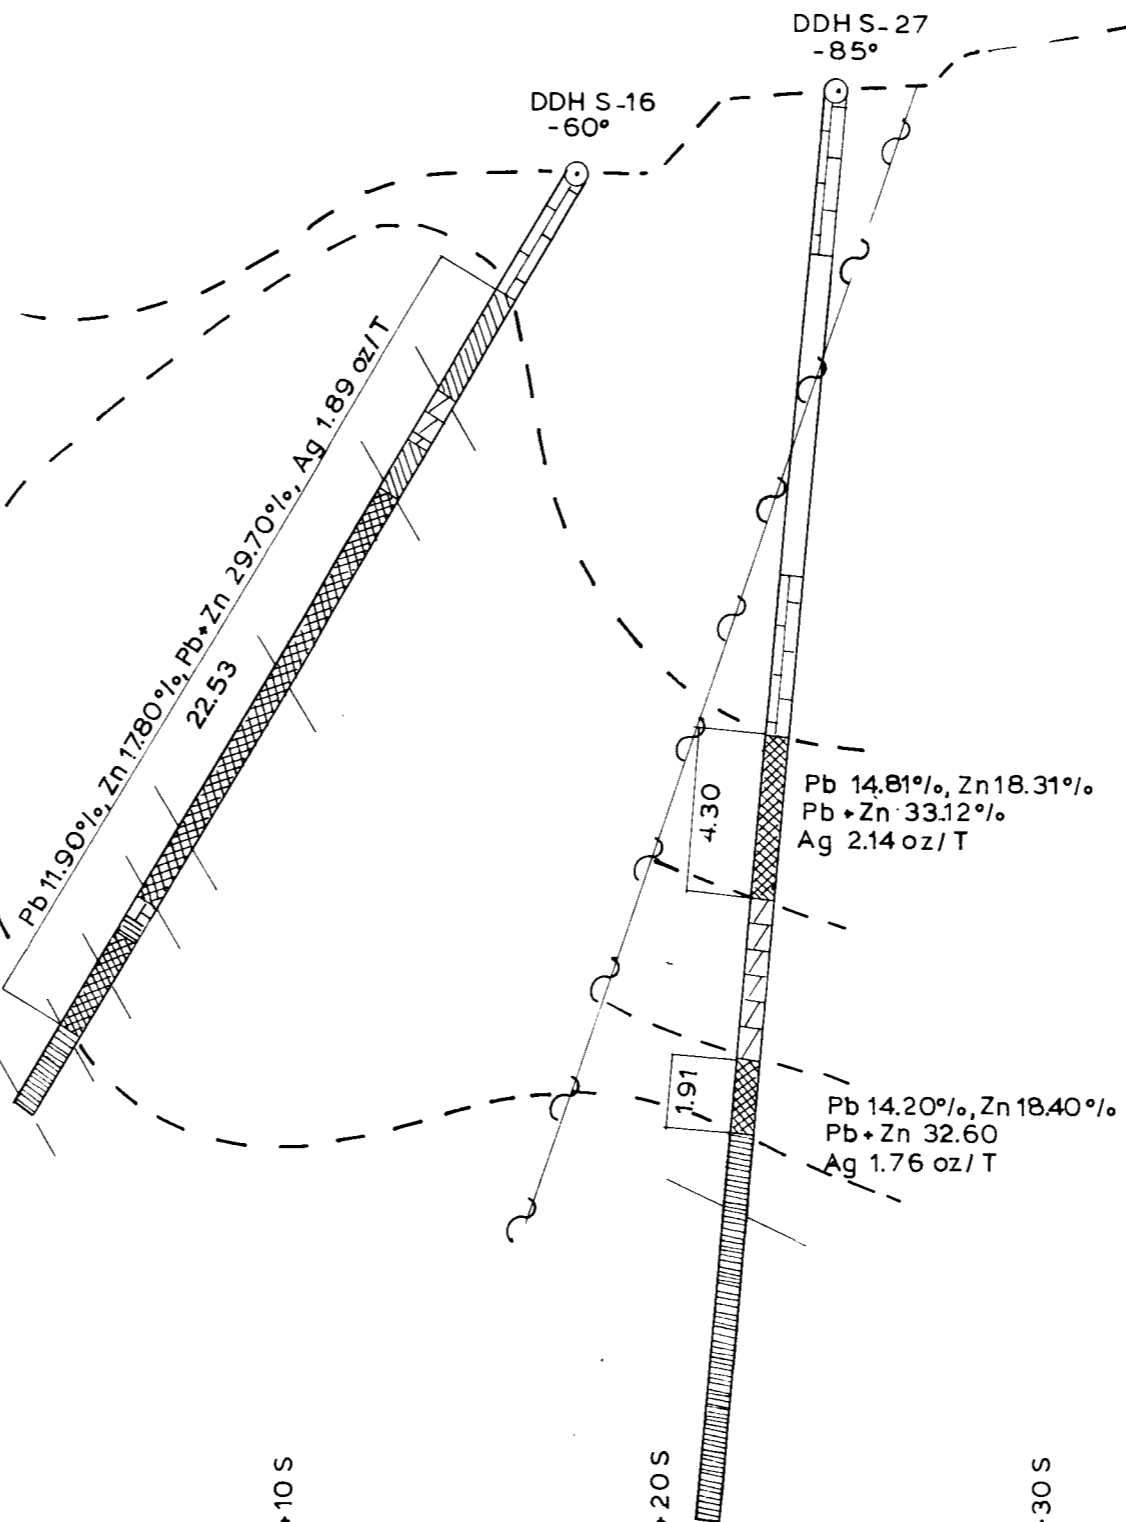 DDH S-27
-85°
DDH S-16
-60°
Pb 11.90%, Zn 17.80%, Pb+Zn 29.70%, Ag 1.89 oz/T
22.53
4.30
Pb 14.81%, Zn 18.31%
Pb + Zn 33.12%
Ag 2.14 oz/T
1.91
Pb 14.20%, Zn 18.40%
Pb + Zn 32.60
Ag 1.76 oz/T
+10 S
+20 S
+30 S